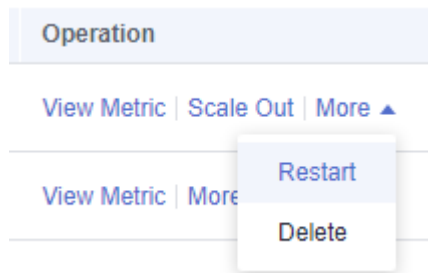 Operation
View Metric | Scale Out | More
Restart
View Metric | More
Delete